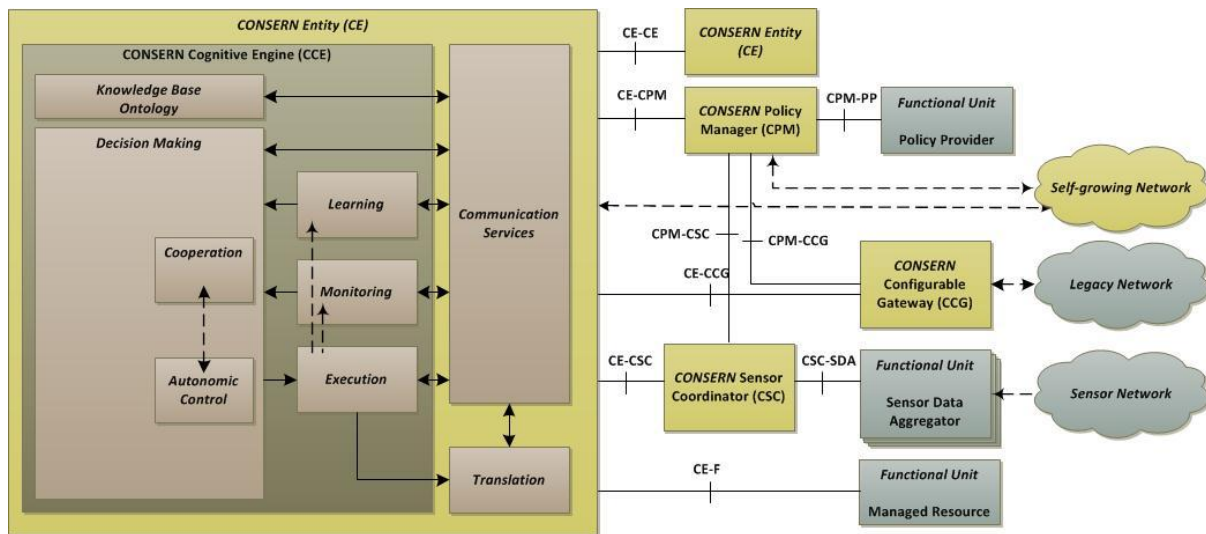 CONSERN Entity (CE)
CONSERN Cognitive Engine (CCE)
Knowledge Base
Ontology
Decision Making
Learning
Cooperation
Monitoring
Autonomic
Control
Execution
Communication
Services
Translation
CE-CE
CONSERN Entity
(CE)
CE-CPM
CONSERN Policy
Manager (CPM)
CPM-PP
Functional Unit
Policy Provider
Self-growing Network
CPM-CSC
CPM-CCG
CE-CCG
CONSERN
Configurable
Gateway (CCG)
Legacy Network
CE-CSC
CONSERN Sensor
Coordinator (CSC)
CSC-SDA
Functional Unit
Sensor Data
Aggregator
Sensor Network
CE-F
Functional Unit
Managed Resource